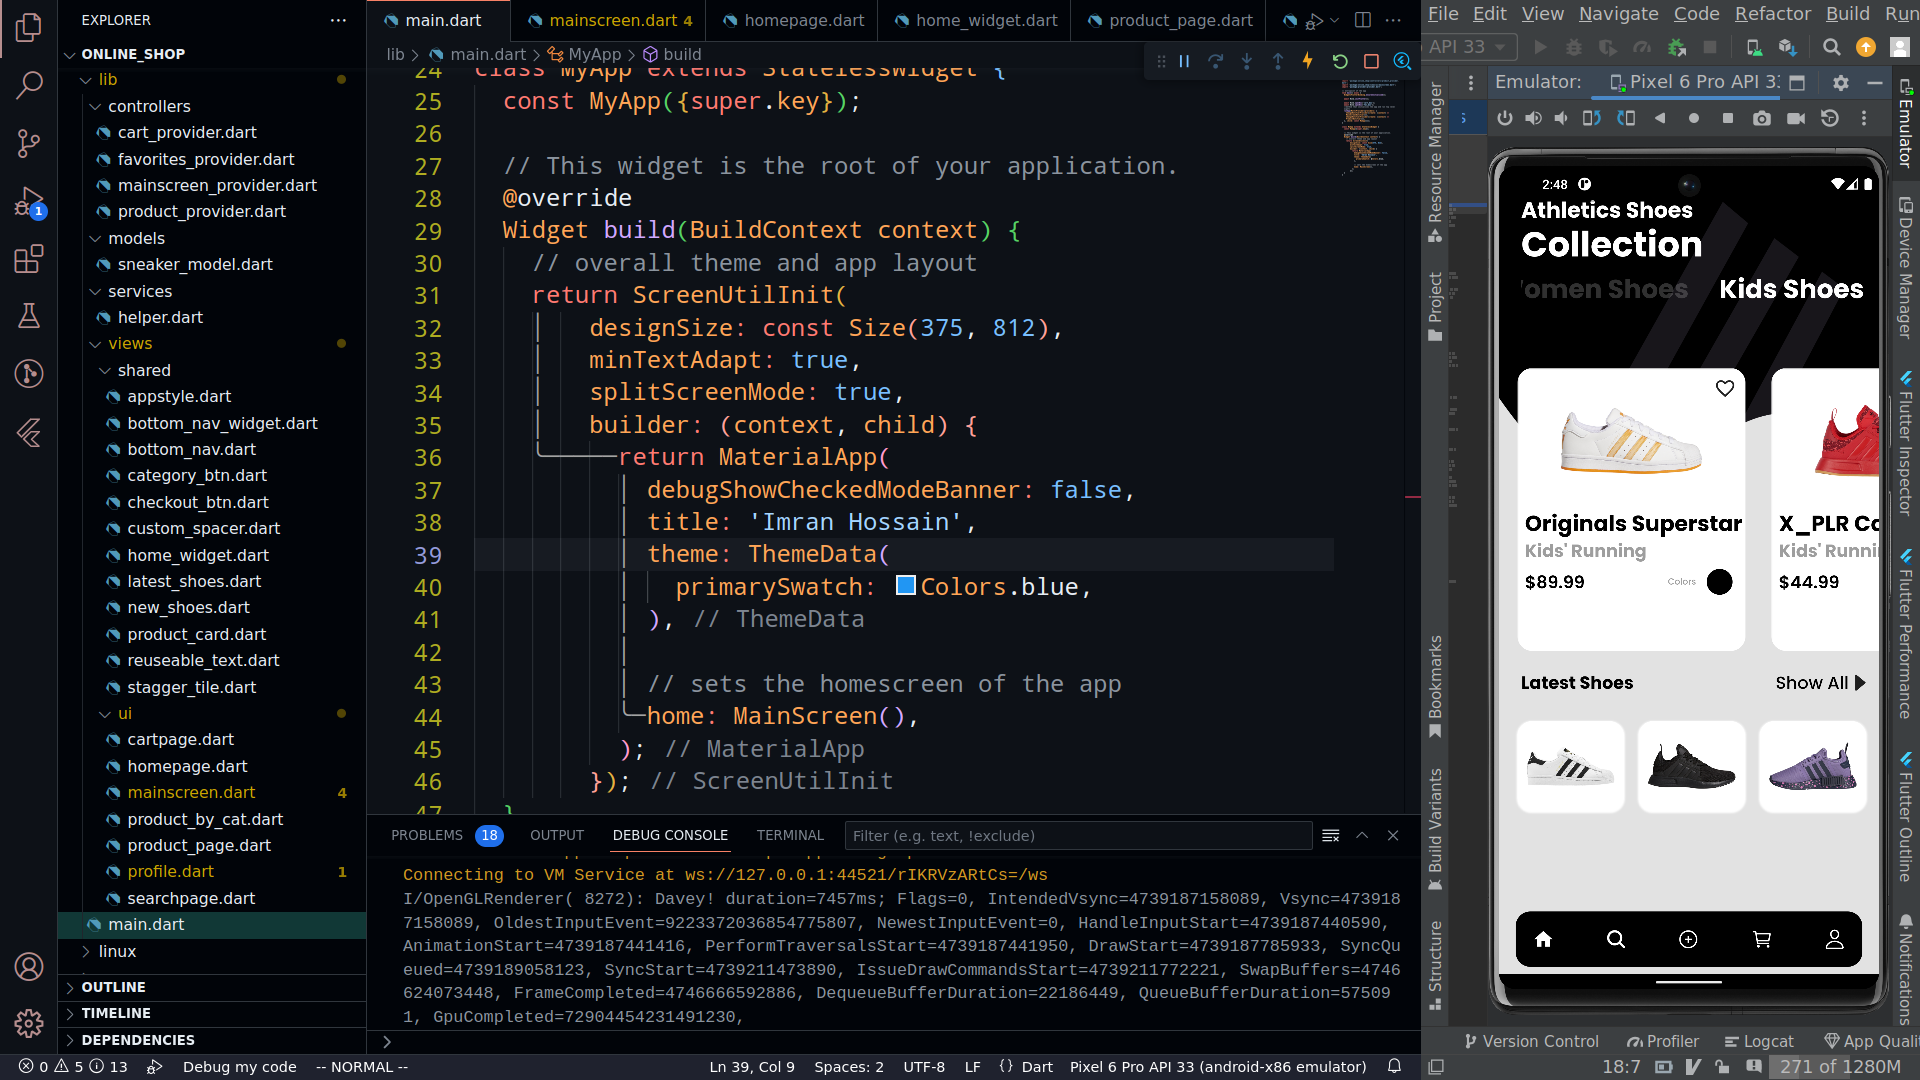 EXPLORER
ONLINE_SHOP
lib
controllers
cart_provider.dart
favorites_provider.dart
mainscreen_provider.dart
product_provider.dart
models
sneaker_model.dart
services
helper.dart
views
shared
appstyle.dart
bottom_nav_widget.dart
bottom_nav.dart
category_btn.dart
checkout_btn.dart
custom_spacer.dart
home_widget.dart
latest_shoes.dart
new_shoes.dart
product_card.dart
reuseable_text.dart
stagger_tile.dart
ui
cartpage.dart
homepage.dart
mainscreen.dart 4
product_by_cat.dart
product_page.dart
profile.dart 1
searchpage.dart
main.dart
linux
OUTLINE
TIMELINE
DEPENDENCIES
1
main.dart mainscreen.dart 4 homepage.dart home_widget.dart product_page.dart
lib > main.dart > MyApp > build
24 class MyApp extends StatelessWidget {
25 const MyApp({super.key});
26
27 // This widget is the root of your application.
28 @override
29 Widget build(BuildContext context) {
30 // overall theme and app layout
31 return ScreenUtilInit(
32 designSize: const Size(375, 812),
33 minTextAdapt: true,
34 splitScreenMode: true,
35 builder: (context, child) {
36 return MaterialApp(
37 debugShowCheckedModeBanner: false,
38 title: 'Imran Hossain',
39 theme: ThemeData(
40 primarySwatch: Colors.blue,
41 ), // ThemeData
42
43 // sets the homescreen of the app
44 home: MainScreen(),
45 ); // MaterialApp
46 }); // ScreenUtilInit
47 }
PROBLEMS 18 OUTPUT DEBUG CONSOLE TERMINAL Filter (e.g. text, !exclude)
Connecting to VM Service at ws://127.0.0.1:44521/rIKRVzARtCs=/ws
I/OpenGLRenderer( 8272): Davey! duration=7457ms; Flags=0, IntendedVsync=4739187158089, Vsync=473918
7158089, OldestInputEvent=9223372036854775807, NewestInputEvent=0, HandleInputStart=4739187440590,
AnimationStart=4739187441416, PerformTraversalsStart=4739187441950, DrawStart=4739187785933, SyncQu
eued=4739189058123, SyncStart=4739211473890, IssueDrawCommandsStart=4739211772221, SwapBuffers=4746
624073448, FrameCompleted=4746666592886, DequeueBufferDuration=22186449, QueueBufferDuration=57509
1, GpuCompleted=72904454231491230,
0 5 13 Debug my code -- NORMAL -- Ln 39, Col 9 Spaces: 2 UTF-8 LF { } Dart Pixel 6 Pro API 33 (android-x86 emulator)
File Edit View Navigate Code Refactor Build Run
API 33
Emulator: Pixel 6 Pro API 33
Resource Manager
Project
Bookmarks
Build Variants
Structure
2:48
Athletics Shoes
Collection
omen Shoes Kids Shoes
Originals Superstar X_PLR Co
Kids' Running Kids' Runni
$89.99 Colors $44.99
Latest Shoes Show All
Emulator
Device Manager
Flutter Inspector
Flutter Performance
Flutter Outline
Notifications
Version Control Profiler Logcat App Quali
18:7 271 of 1280M